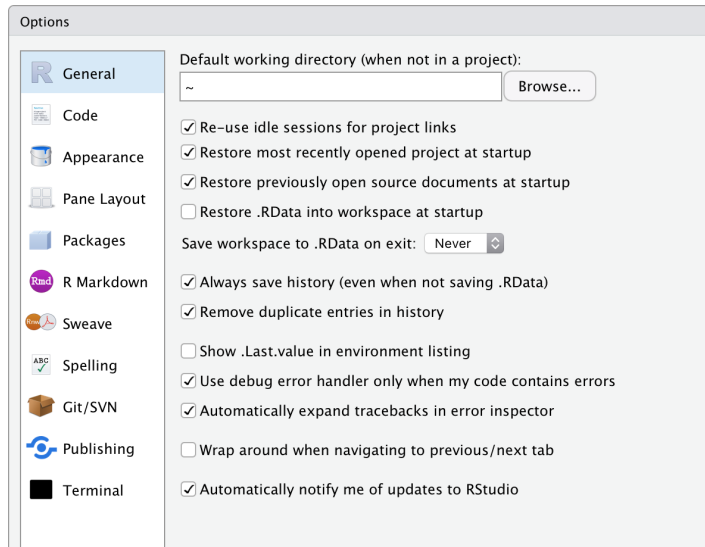 Options
General
Code
Appearance
Pane Layout
Packages
Rmd R Markdown
Sweave
ABC Spelling
Git/SVN
Publishing
Terminal
Default working directory (when not in a project):
~ Browse...
Re-use idle sessions for project links
Restore most recently opened project at startup
Restore previously open source documents at startup
Restore .RData into workspace at startup
Save workspace to .RData on exit: Never
Always save history (even when not saving .RData)
Remove duplicate entries in history
Show .Last.value in environment listing
Use debug error handler only when my code contains errors
Automatically expand tracebacks in error inspector
Wrap around when navigating to previous/next tab
Automatically notify me of updates to RStudio